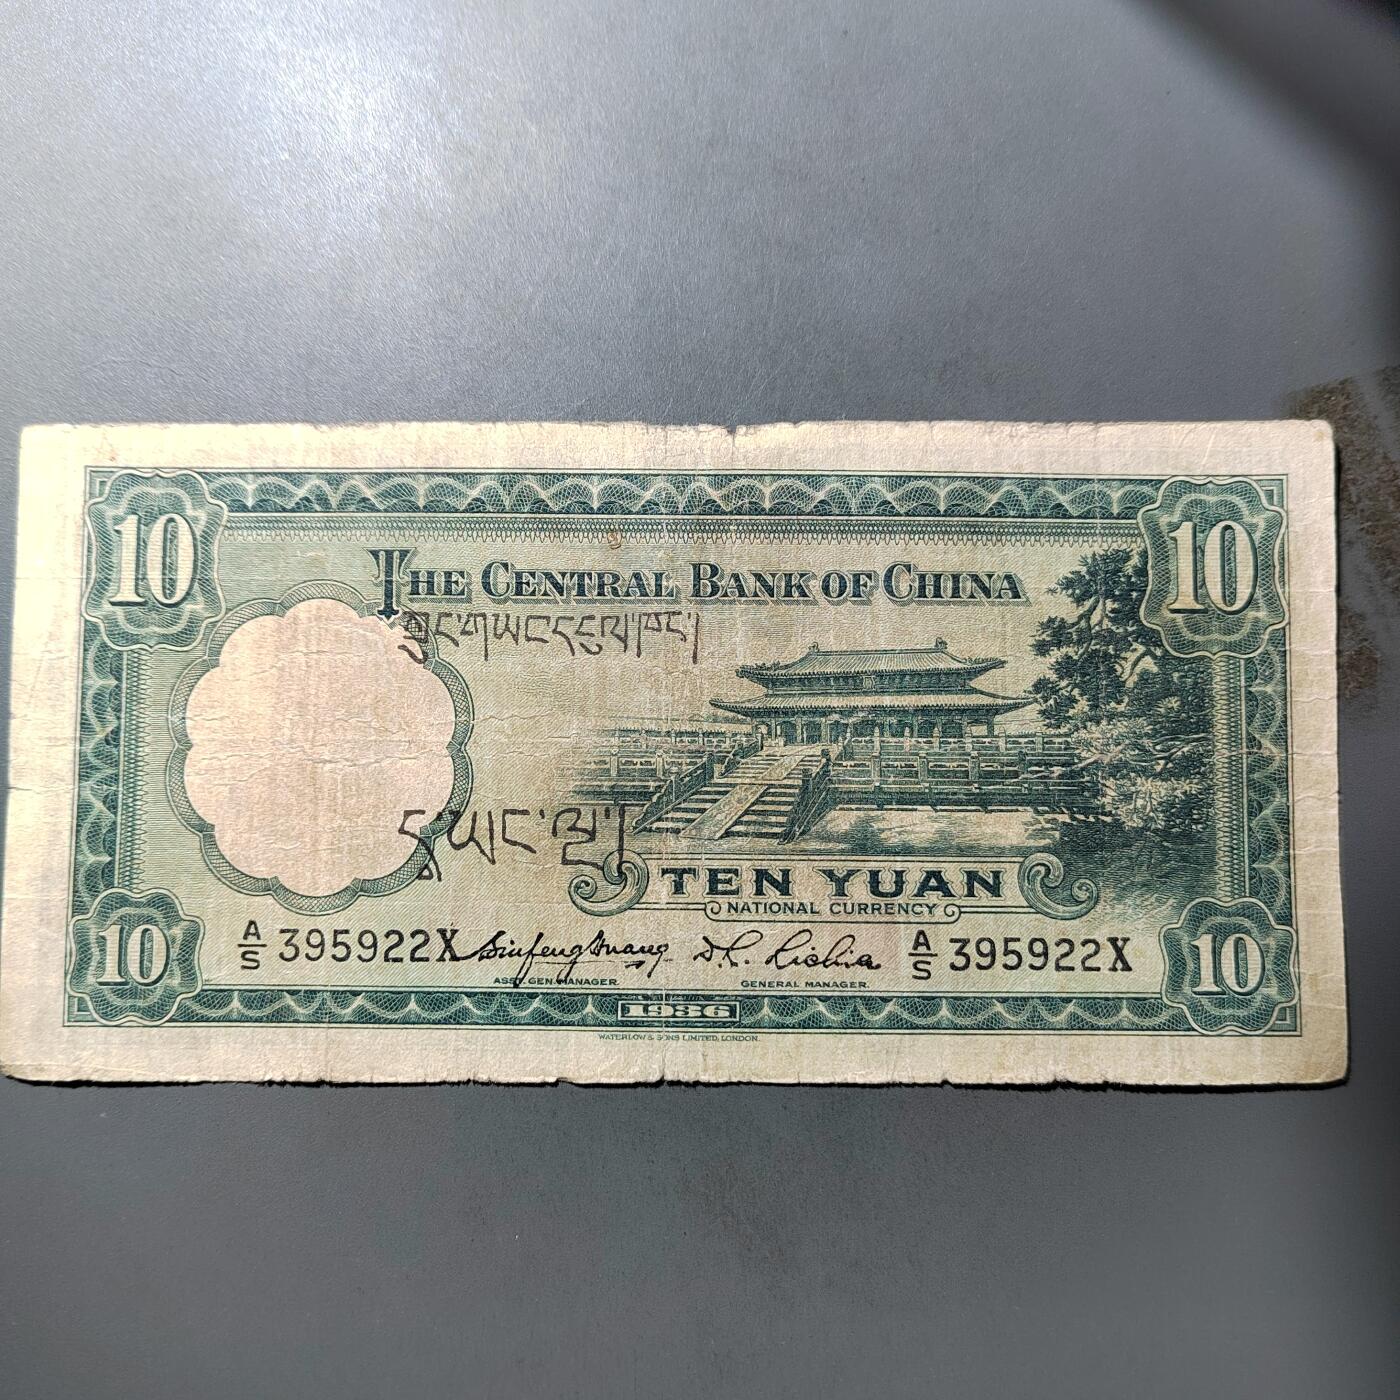 10 10
THE CENTRAL BANK OF CHINA
ཀྲུང་གཡང་དངུལ་ཁང་།
ཊ་ཡང་ལྔ།
TEN YUAN
NATIONAL CURRENCY
A/S 395922X A/S 395922X
ASST. GEN. MANAGER. GENERAL MANAGER.
10 10
1936
WATERLOW & SONS LIMITED, LONDON.